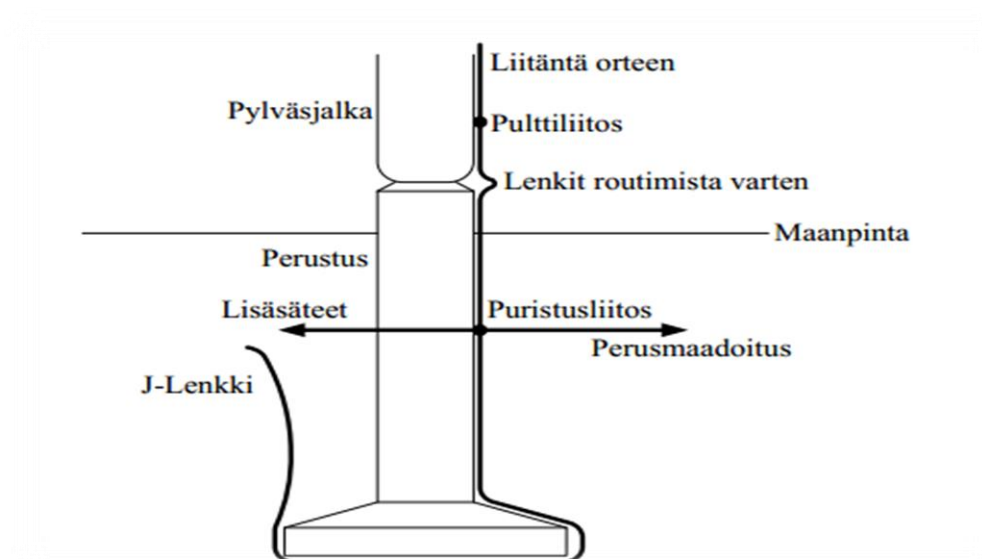 Liitäntä orteen
Pylväsjalka
Pulttiliitos
Lenkit routimista varten
Maanpinta
Perustus
Lisäsäteet
Puristusliitos
Perusmaadoitus
J-Lenkki